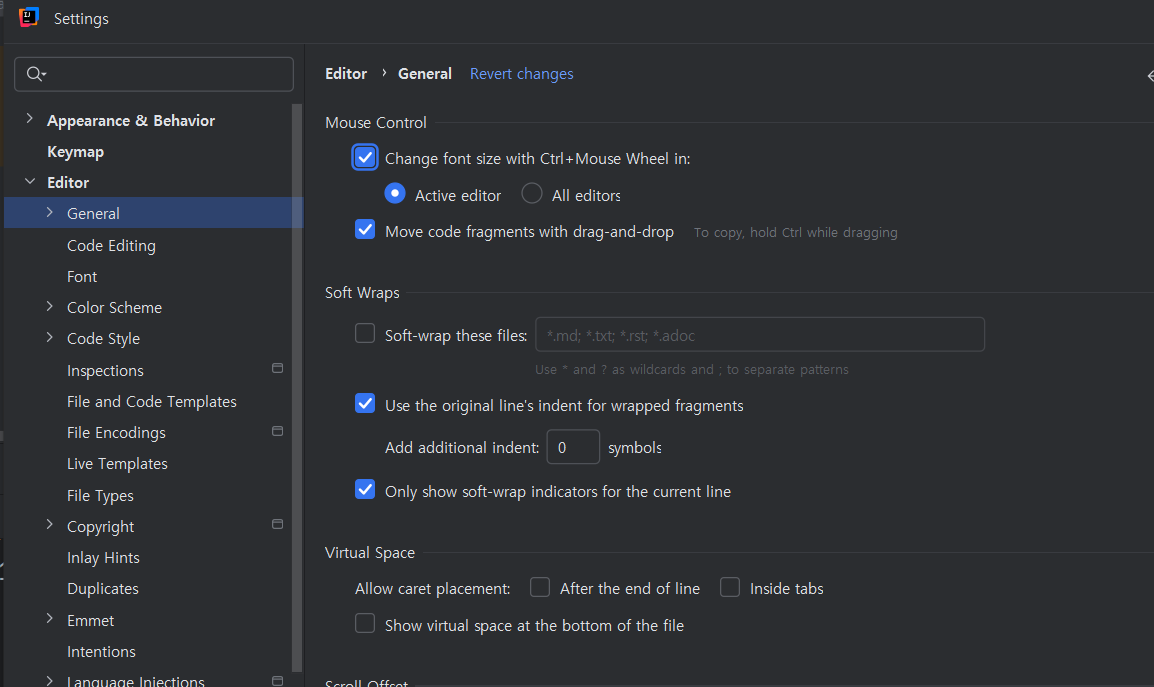 Settings
Appearance & Behavior
Keymap
Editor
General
Code Editing
Font
Color Scheme
Code Style
Inspections
File and Code Templates
File Encodings
Live Templates
File Types
Copyright
Inlay Hints
Duplicates
Emmet
Intentions
Language Injections
Editor › General Revert changes
Mouse Control
Change font size with Ctrl+Mouse Wheel in:
Active editor All editors
Move code fragments with drag-and-drop To copy, hold Ctrl while dragging
Soft Wraps
Soft-wrap these files: *.md; *.txt; *.rst; *.adoc
Use * and ? as wildcards and ; to separate patterns
Use the original line's indent for wrapped fragments
Add additional indent: 0 symbols
Only show soft-wrap indicators for the current line
Virtual Space
Allow caret placement: After the end of line Inside tabs
Show virtual space at the bottom of the file
Scroll Offset